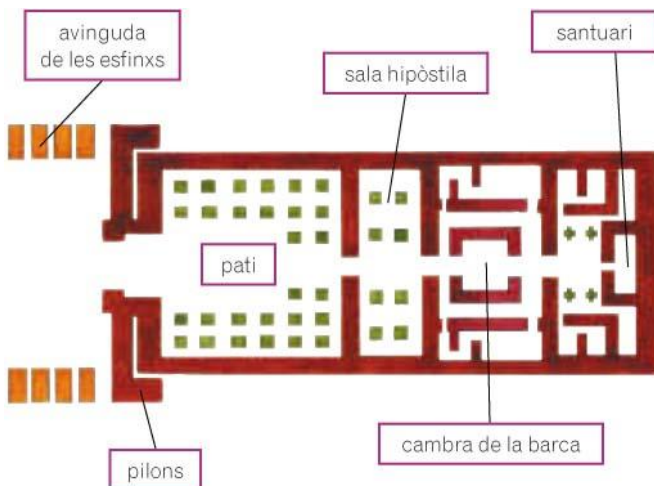 avinguda
de les esfinxs
santuari
sala hipòstila
pati
cambra de la barca
pilons